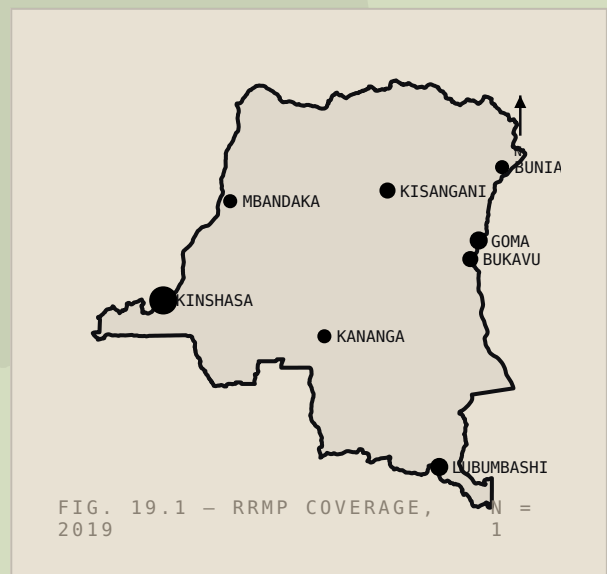 N
BUNIA
KISANGANI
MBANDAKA
GOMA
BUKAVU
KINSHASA
KANANGA
LUBUMBASHI
FIG. 19.1 — RRMP COVERAGE, 2019
N = 1